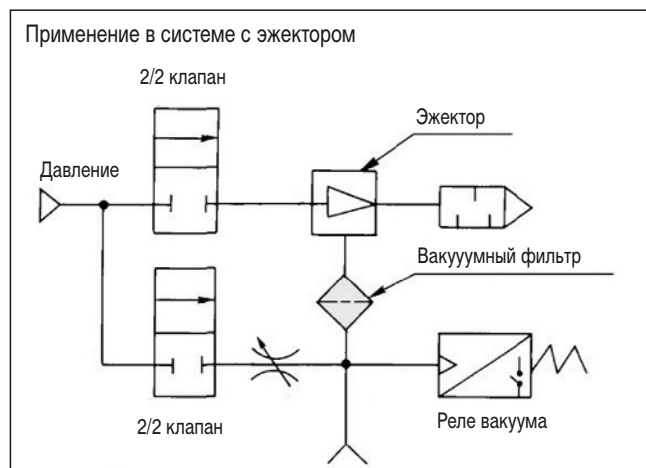 Применение в системе с эжектором
2/2 клапан
Эжектор
Давление
Вакууумный фильтр
2/2 клапан
Реле вакуума